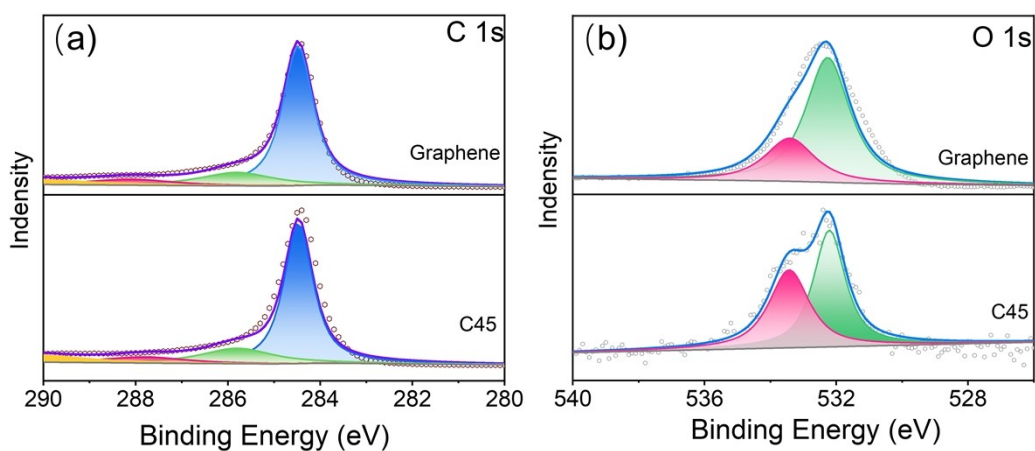 (a)
C 1s
Graphene
C45
Indensity
290
288
286
284
282
280
Binding Energy (eV)
(b)
O 1s
Graphene
C45
Indensity
540
536
532
528
Binding Energy (eV)